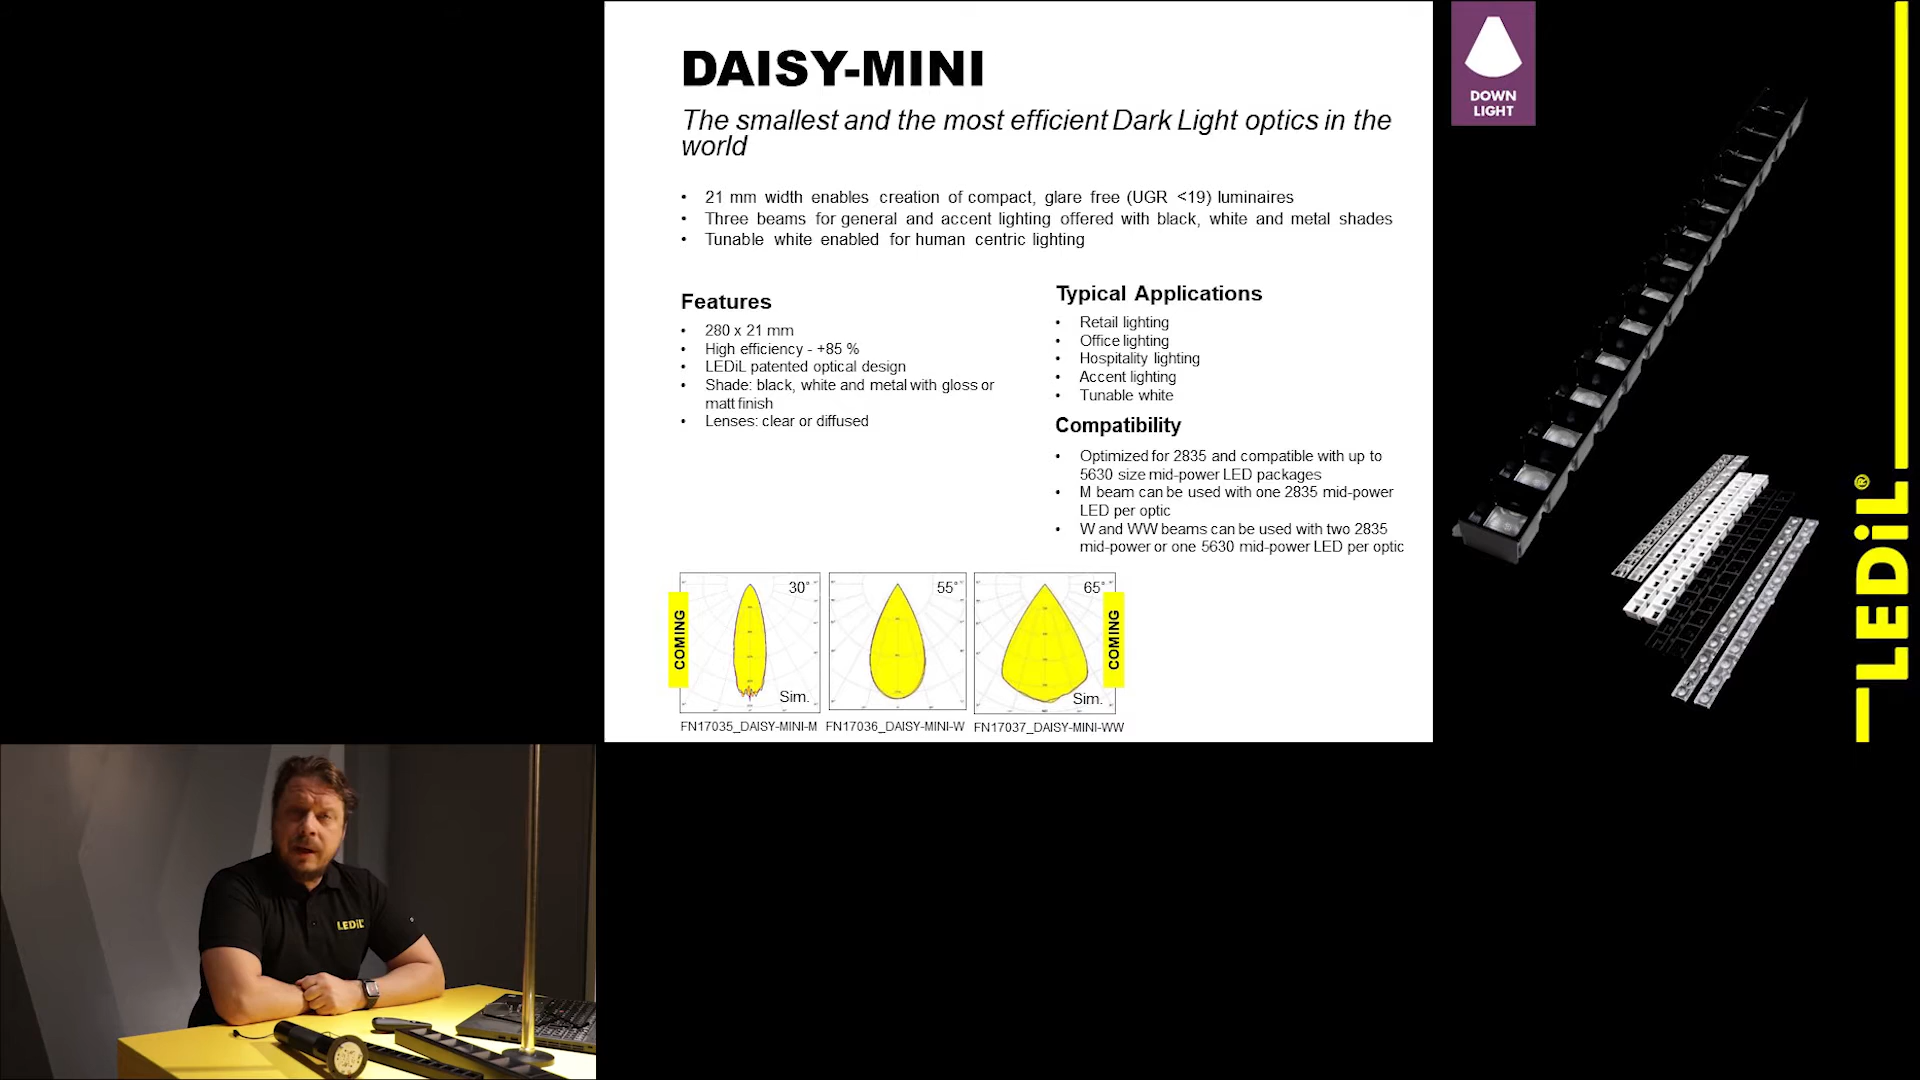 DAISY-MINI
The smallest and the most efficient Dark Light optics in the
world
• 21 mm width enables creation of compact, glare free (UGR <19) luminaires
• Three beams for general and accent lighting offered with black, white and metal shades
• Tunable white enabled for human centric lighting
Features
• 280 x 21 mm
• High efficiency - +85 %
• LEDiL patented optical design
• Shade: black, white and metal with gloss or
matt finish
• Lenses: clear or diffused
Typical Applications
• Retail lighting
• Office lighting
• Hospitality lighting
• Accent lighting
• Tunable white
Compatibility
• Optimized for 2835 and compatible with up to
5630 size mid-power LED packages
• M beam can be used with one 2835 mid-power
LED per optic
• W and WW beams can be used with two 2835
mid-power or one 5630 mid-power LED per optic
COMING
30°
Sim.
FN17035_DAISY-MINI-M
55°
FN17036_DAISY-MINI-W
65°
Sim.
COMING
FN17037_DAISY-MINI-WW
DOWN
LIGHT
LEDiL®
LEDiL